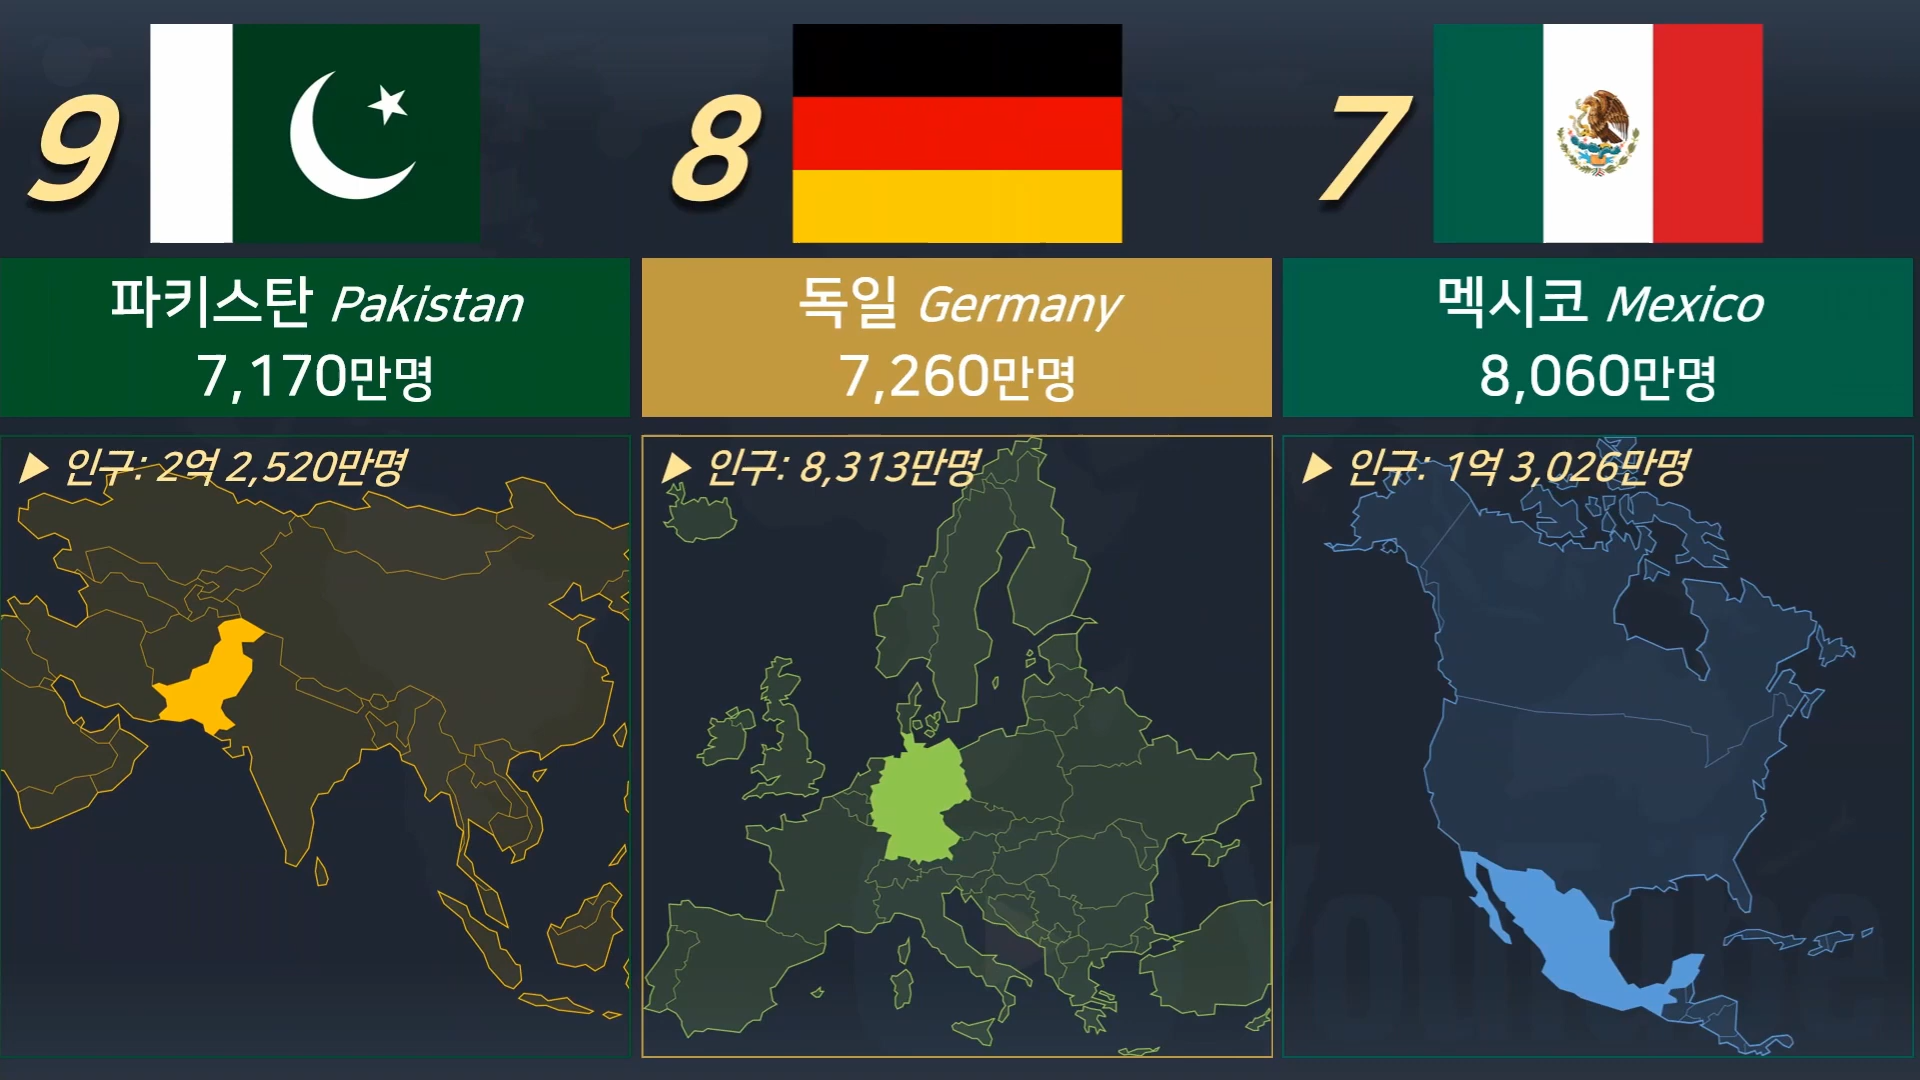 9
파키스탄 Pakistan
7,170만명
▶ 인구: 2억 2,520만명
8
독일 Germany
7,260만명
▶ 인구: 8,313만명
7
멕시코 Mexico
8,060만명
▶ 인구: 1억 3,026만명
YouTube